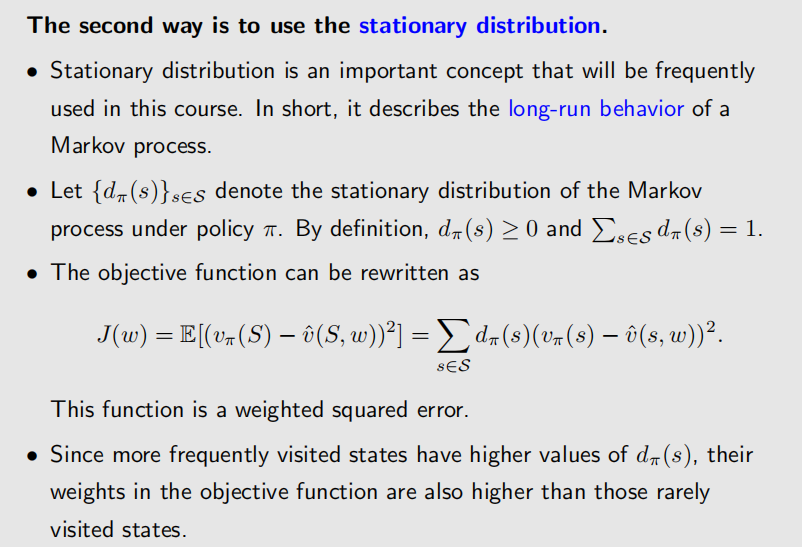 The second way is to use the stationary distribution.
• Stationary distribution is an important concept that will be frequently
used in this course. In short, it describes the long-run behavior of a
Markov process.
• Let {dπ(s)}s∈𝒮 denote the stationary distribution of the Markov
process under policy π. By definition, dπ(s) ≥ 0 and ∑s∈𝒮 dπ(s) = 1.
• The objective function can be rewritten as
J(w) = 𝔼[(vπ(S) − v̂(S, w))²] = ∑s∈𝒮 dπ(s)(vπ(s) − v̂(s, w))².
This function is a weighted squared error.
• Since more frequently visited states have higher values of dπ(s), their
weights in the objective function are also higher than those rarely
visited states.